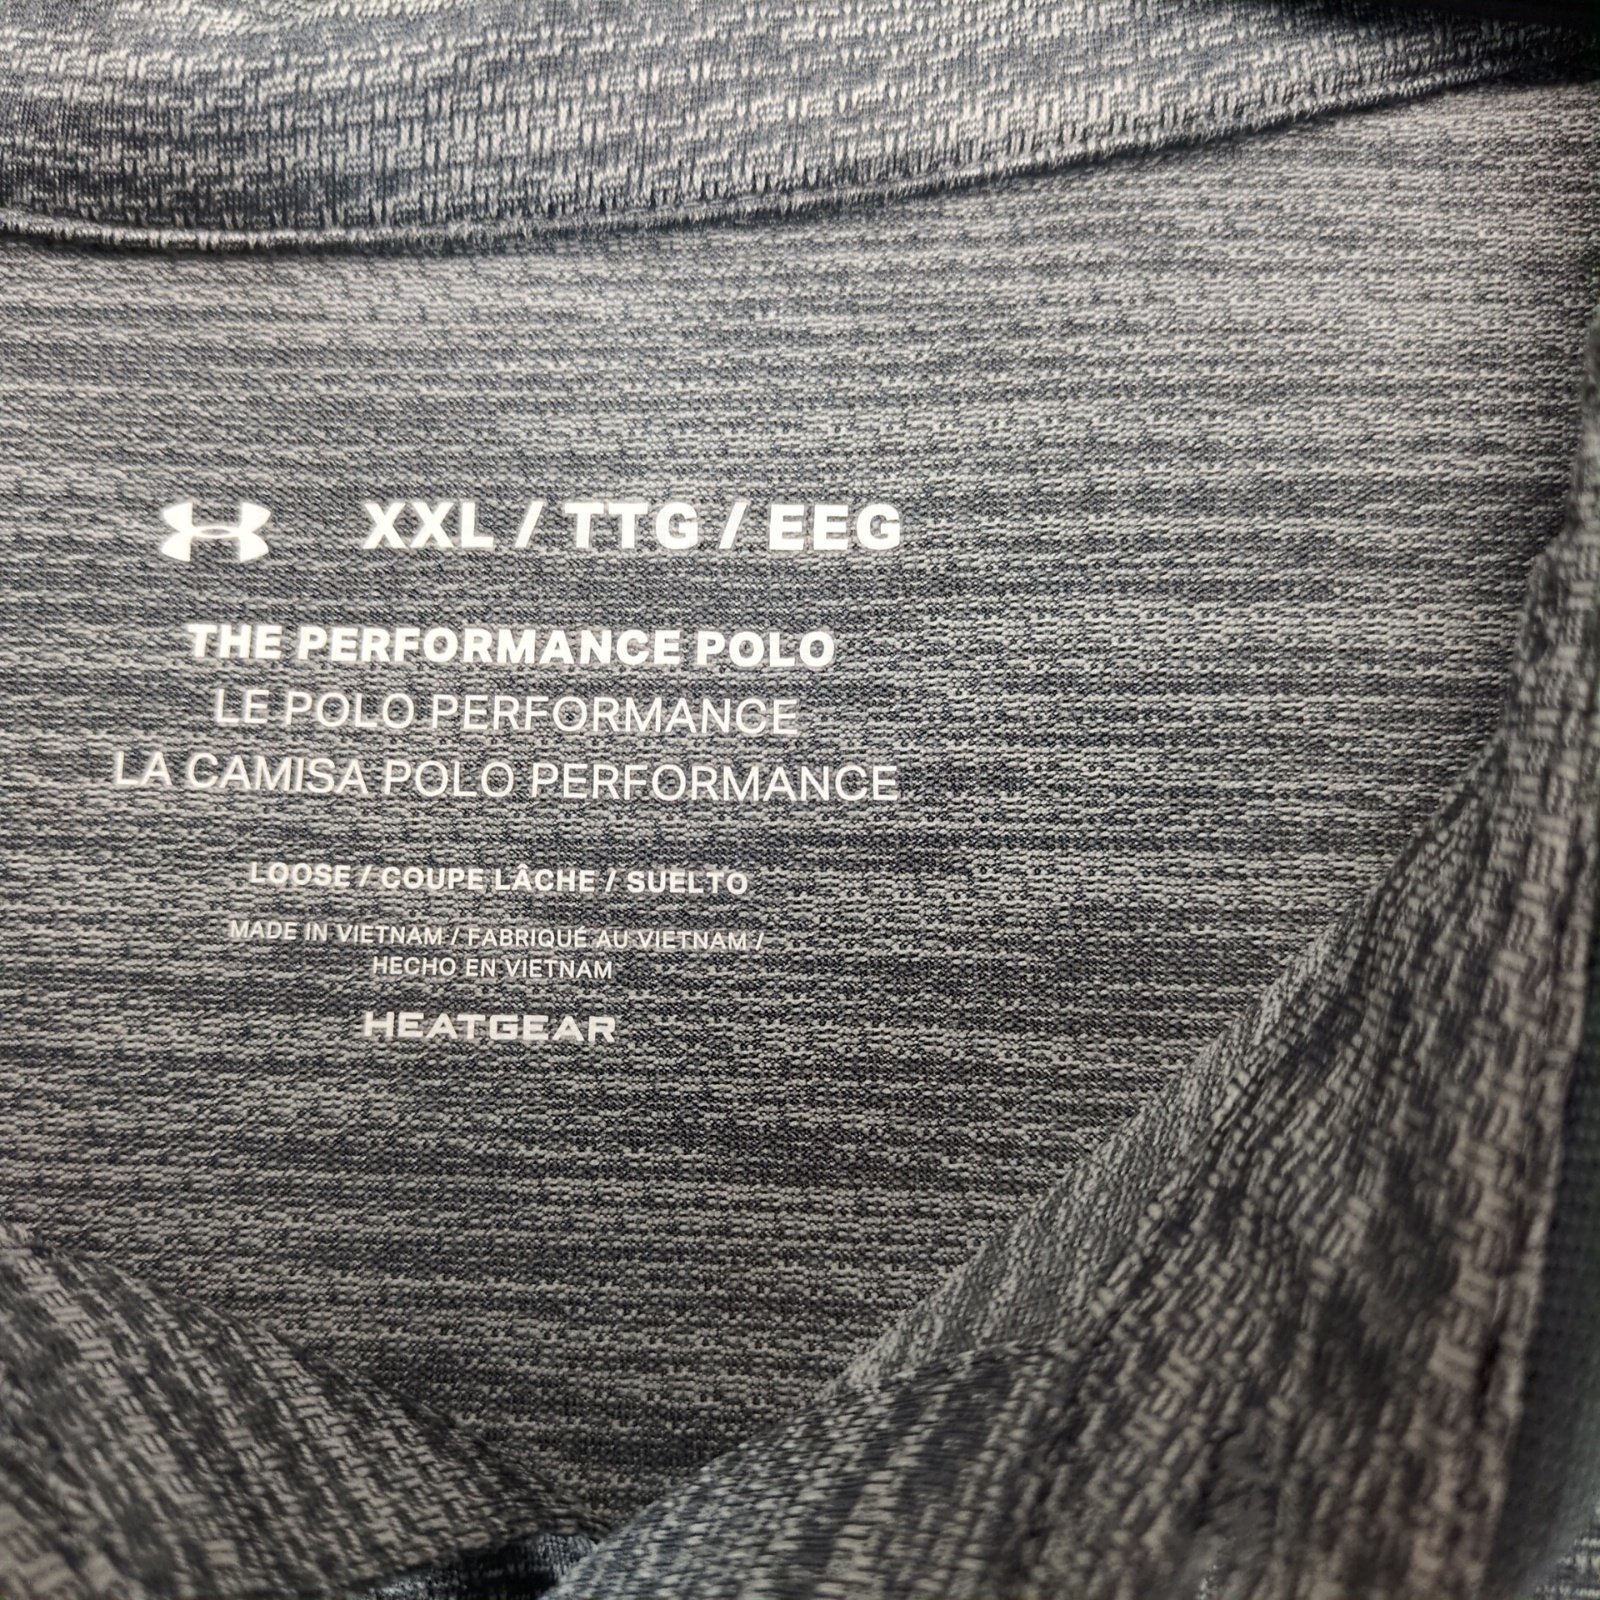 XXL / TTG / EEG
THE PERFORMANCE POLO
LE POLO PERFORMANCE
LA CAMISA POLO PERFORMANCE
LOOSE / COUPE LÂCHE / SUELTO
MADE IN VIETNAM / FABRIQUÉ AU VIETNAM /
HECHO EN VIETNAM
HEATGEAR